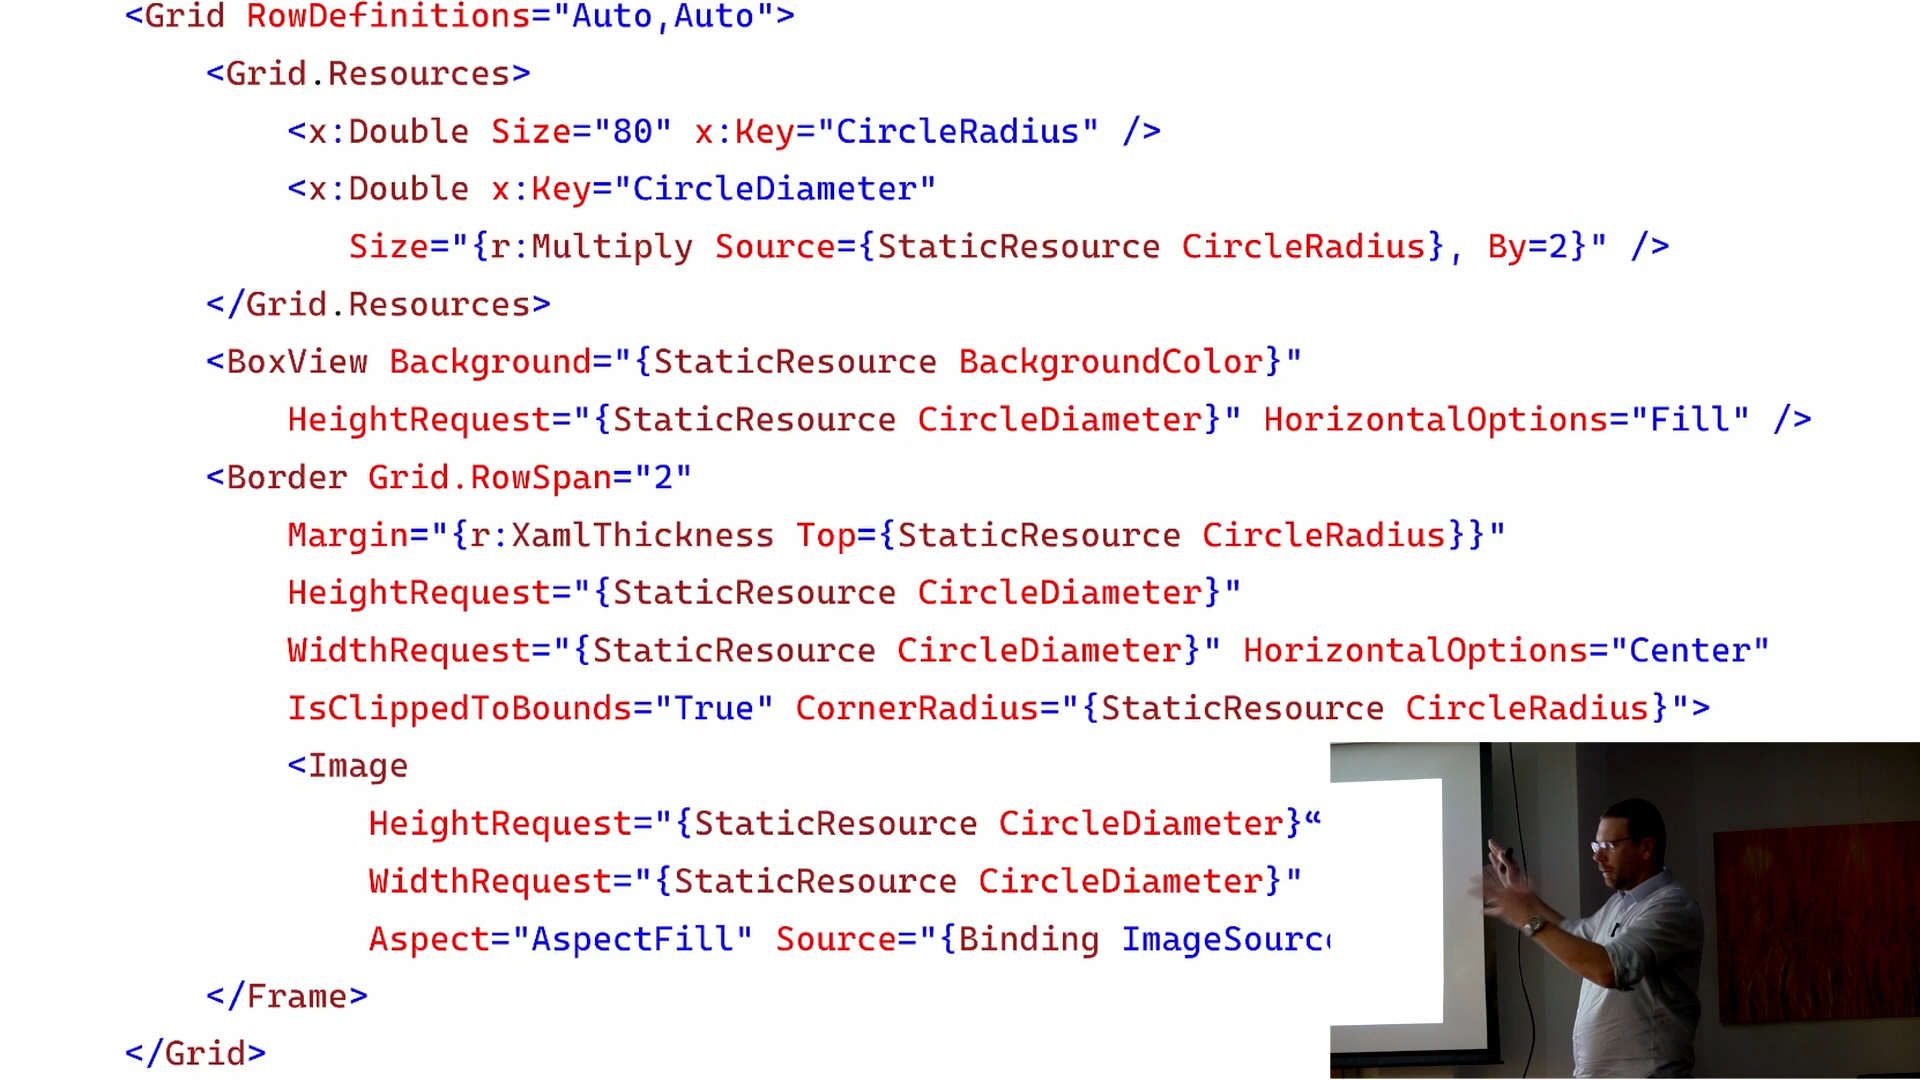 <Grid RowDefinitions="Auto,Auto">
<Grid.Resources>
<x:Double Size="80" x:Key="CircleRadius" />
<x:Double x:Key="CircleDiameter"
Size="{r:Multiply Source={StaticResource CircleRadius}, By=2}" />
</Grid.Resources>
<BoxView Background="{StaticResource BackgroundColor}"
HeightRequest="{StaticResource CircleDiameter}" HorizontalOptions="Fill" />
<Border Grid.RowSpan="2"
Margin="{r:XamlThickness Top={StaticResource CircleRadius}}"
HeightRequest="{StaticResource CircleDiameter}"
WidthRequest="{StaticResource CircleDiameter}" HorizontalOptions="Center"
IsClippedToBounds="True" CornerRadius="{StaticResource CircleRadius}">
<Image
HeightRequest="{StaticResource CircleDiameter}“
WidthRequest="{StaticResource CircleDiameter}"
Aspect="AspectFill" Source="{Binding
</Frame>
</Grid>